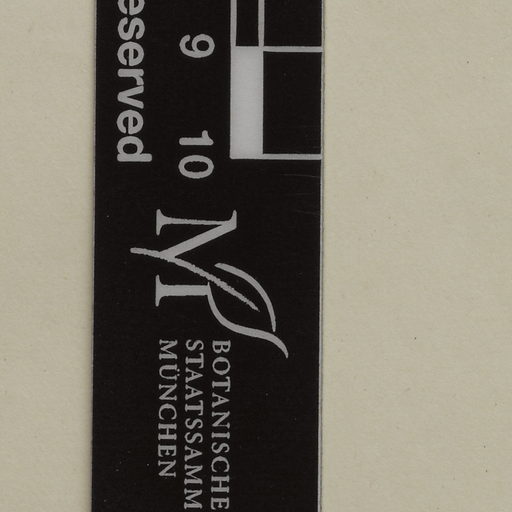 9 10
eserved
M
BOTANISCHE
STAATSSAMM
MÜNCHEN